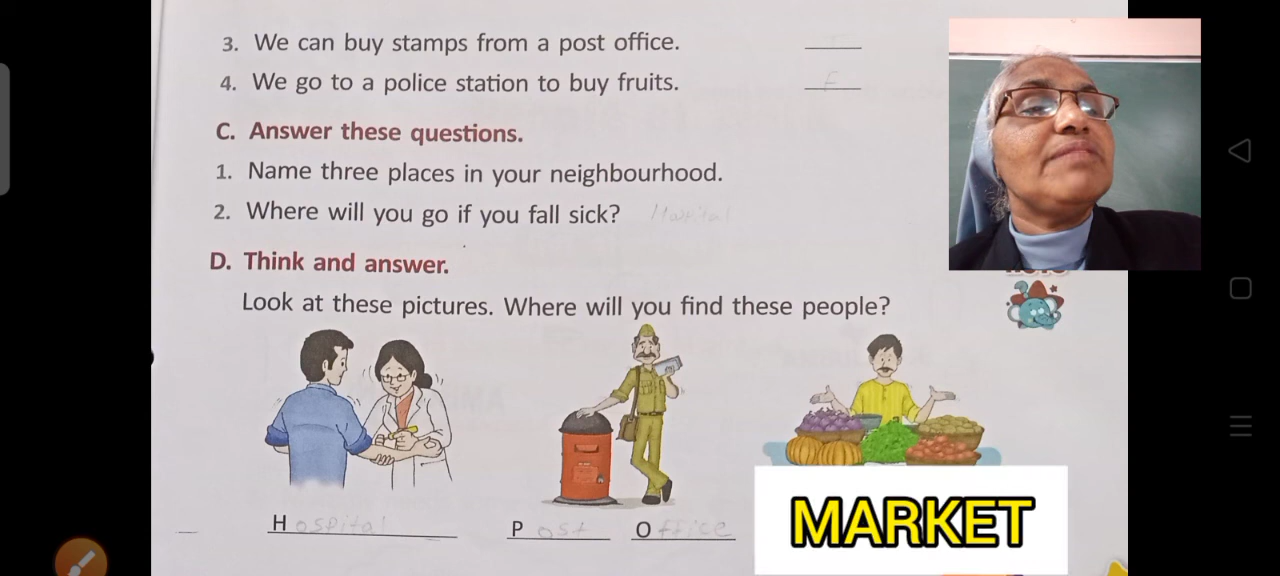 3. We can buy stamps from a post office.
4. We go to a police station to buy fruits. F
C. Answer these questions.
1. Name three places in your neighbourhood.
2. Where will you go if you fall sick?
D. Think and answer.
Look at these pictures. Where will you find these people?
Hospital Post Office MARKET